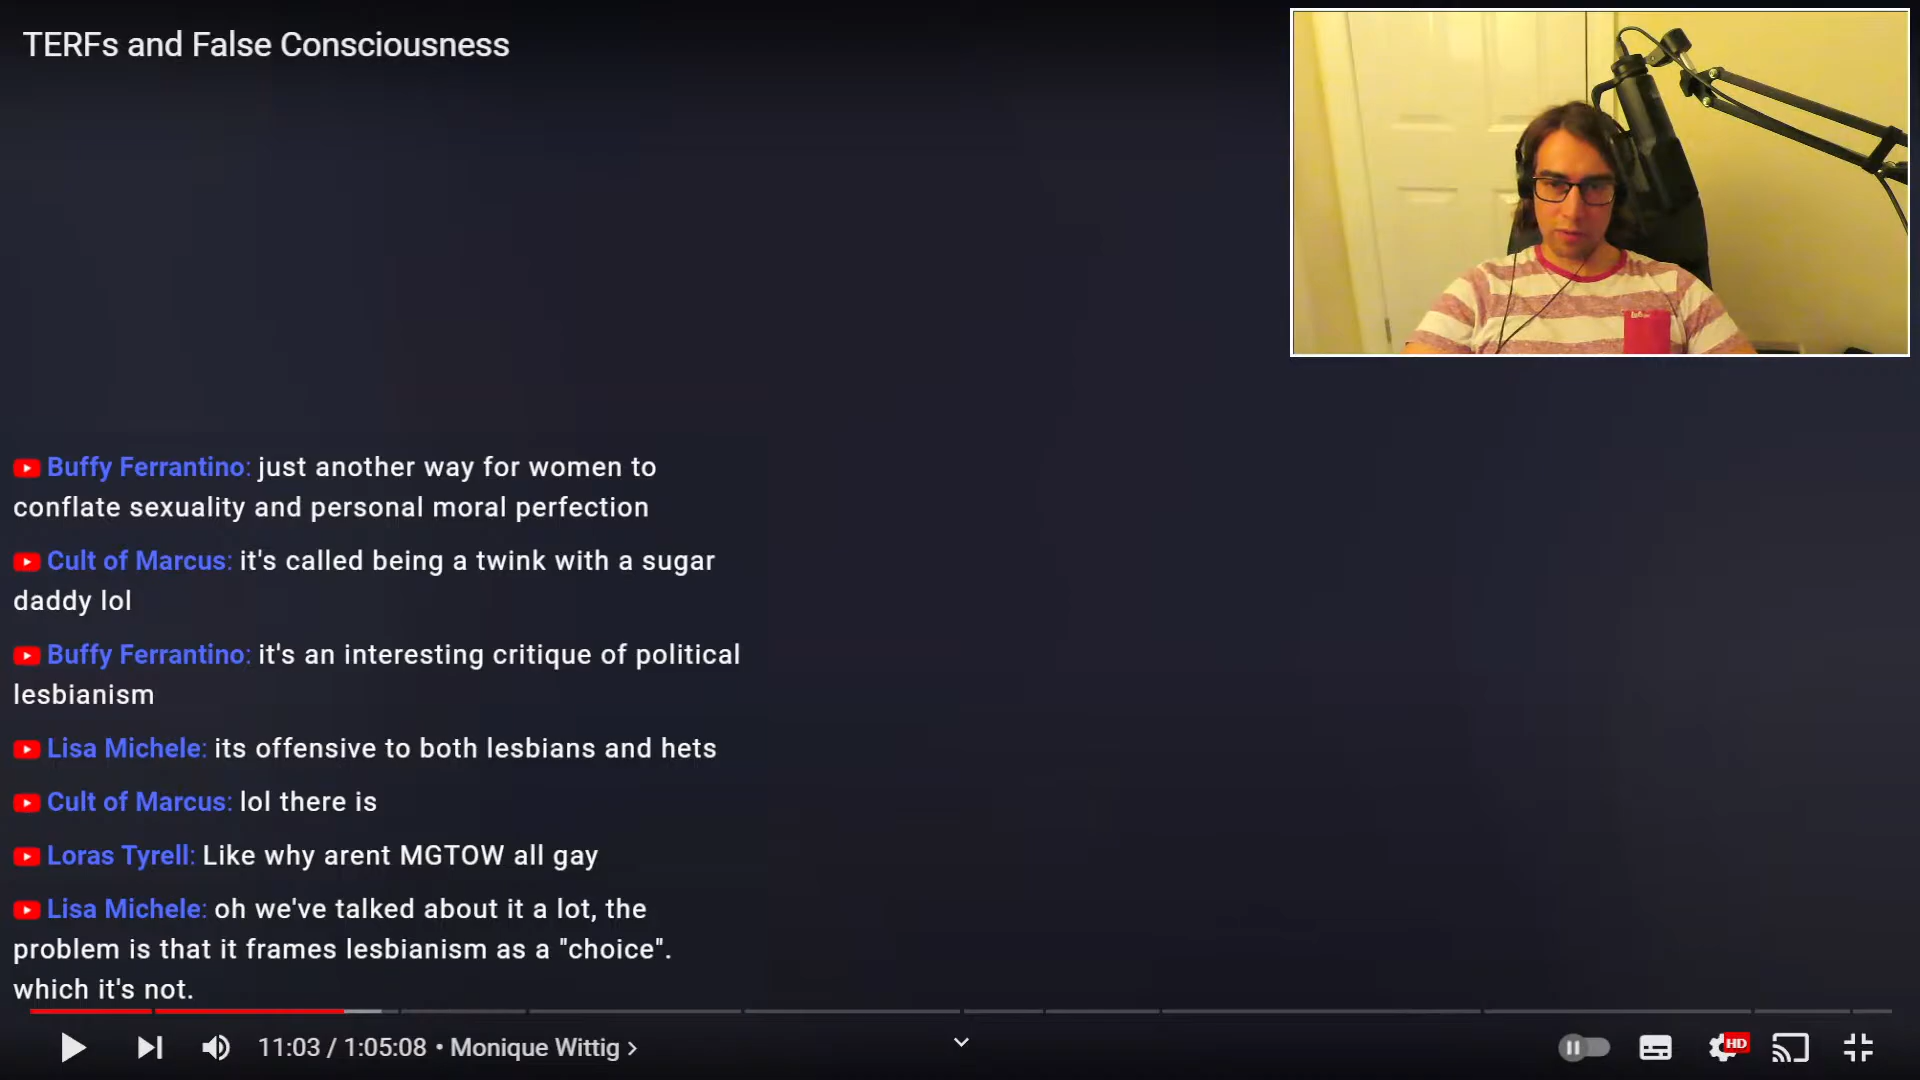 TERFs and False Consciousness
Buffy Ferrantino: just another way for women to
conflate sexuality and personal moral perfection
Cult of Marcus: it's called being a twink with a sugar
daddy lol
Buffy Ferrantino: it's an interesting critique of political
lesbianism
Lisa Michele: its offensive to both lesbians and hets
Cult of Marcus: lol there is
Loras Tyrell: Like why arent MGTOW all gay
Lisa Michele: oh we've talked about it a lot, the
problem is that it frames lesbianism as a "choice".
which it's not.
11:03 / 1:05:08 • Monique Wittig >
HD